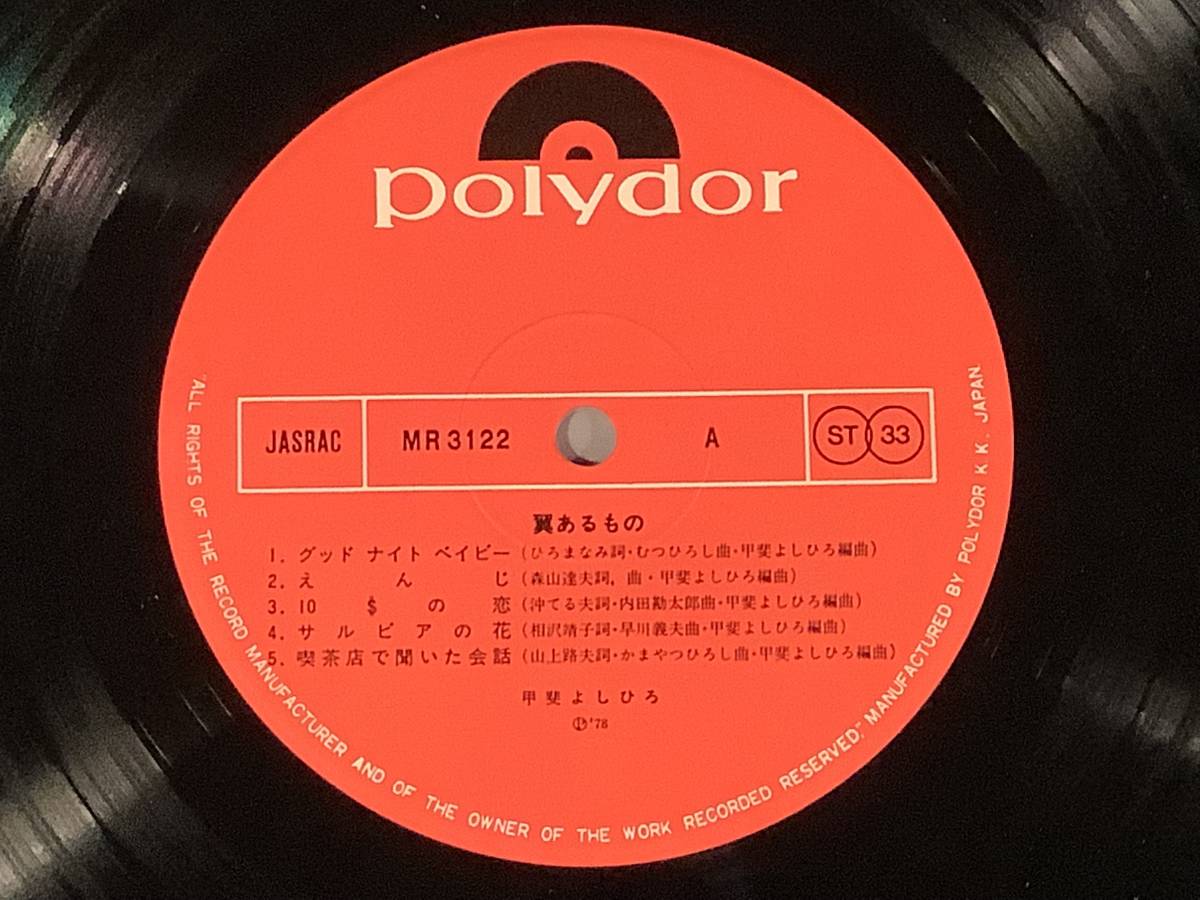 polydor
JASRAC MR 3122 A ST 33
翼あるもの
1. グッド ナイト ベイビー (ひろまなみ詞・むつひろし曲・甲斐よしひろ編曲)
2. えんじ (森山達夫詞, 曲・甲斐よしひろ編曲)
3. 10$の恋 (沖てる夫詞・内田勘太郎曲・甲斐よしひろ編曲)
4. サルビアの花 (相沢靖子詞・早川義夫曲・甲斐よしひろ編曲)
5. 喫茶店で聞いた会話 (山上路夫詞・かまやつひろし曲・甲斐よしひろ編曲)
甲斐よしひろ
Ⓟ'78
"ALL RIGHTS OF THE RECORD MANUFACTURER AND OF THE OWNER OF THE WORK RECORDED RESERVED," MANUFACTURED BY POLYDOR K.K. JAPAN